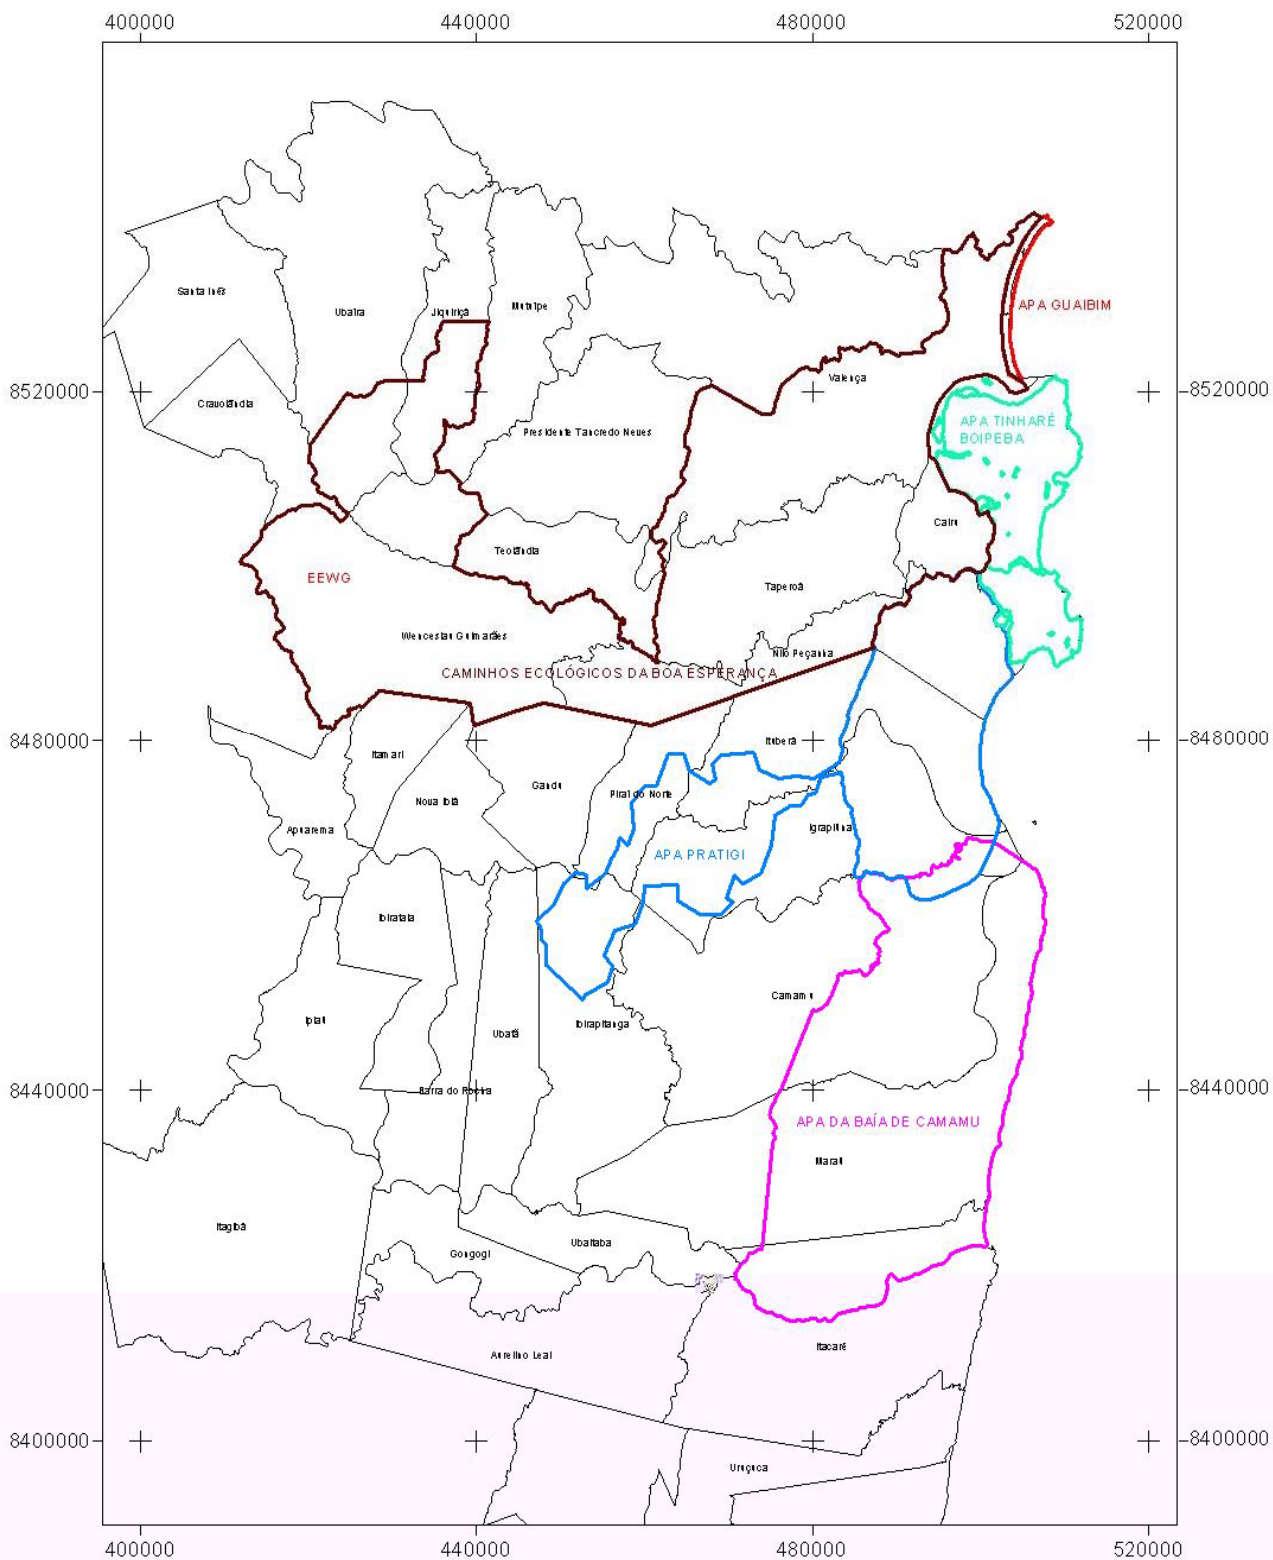 400000 440000 480000 520000
Santa Inês
Ubaíra
Jiquiriçá
Mutuípe
APA GUAIBIM
8520000
8520000
Valença
Cravolândia
Presidente Tancredo Neves
APA TINHARÉ
BOIPEBA
Cairu
Teolândia
EEWG
Taperoá
Wenceslau Guimarães
Nilo Peçanha
CAMINHOS ECOLÓGICOS DA BOA ESPERANÇA
8480000
8480000
Itamari
Ituberá
Gandu
Piraí do Norte
Nova Ibiá
Apuarema
Igrapiúna
APA PRATIGI
Ibirataia
Camamu
Ipiaú
Ibirapitanga
Ubatã
8440000
8440000
Barra do Rocha
APA DA BAÍA DE CAMAMU
Maraú
Itagibá
Ubaitaba
Gongogi
Itacaré
Aurelino Leal
8400000
8400000
Uruçuca
400000 440000 480000 520000